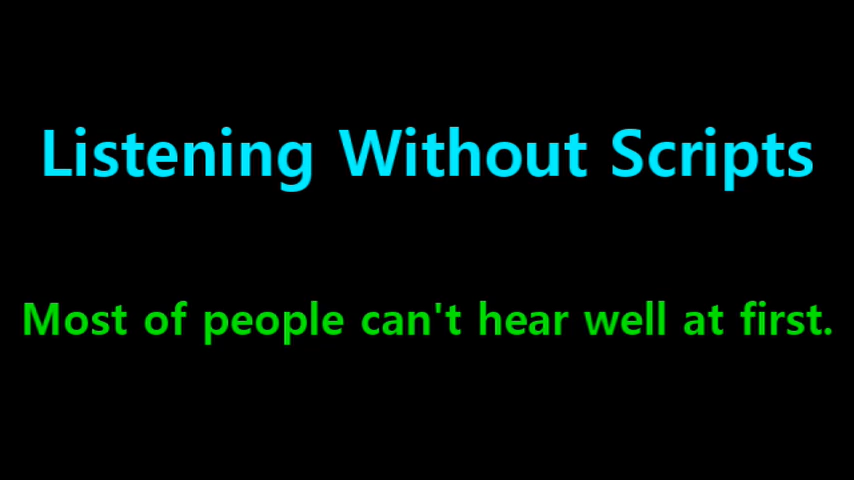 Listening Without Scripts
Most of people can't hear well at first.